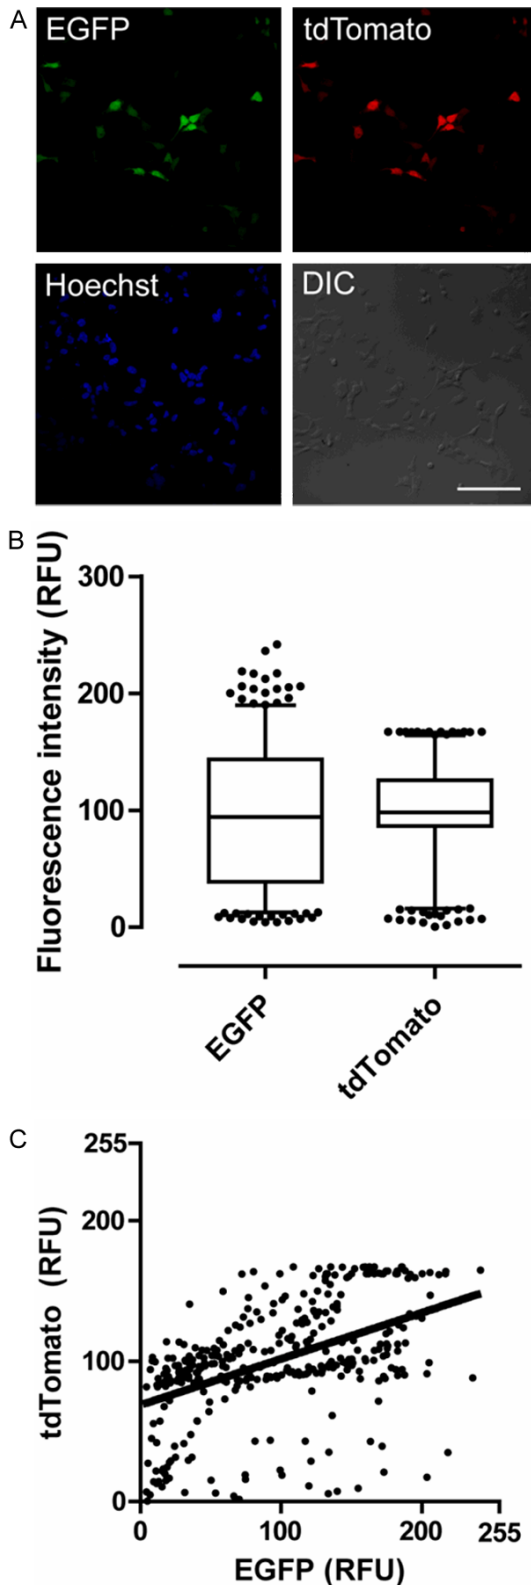 A
EGFP
tdTomato
Hoechst
DIC
B
Fluorescence intensity (RFU)
300
200
100
0
EGFP
tdTomato
C
tdTomato (RFU)
255
200
100
0
0
100
200
255
EGFP (RFU)